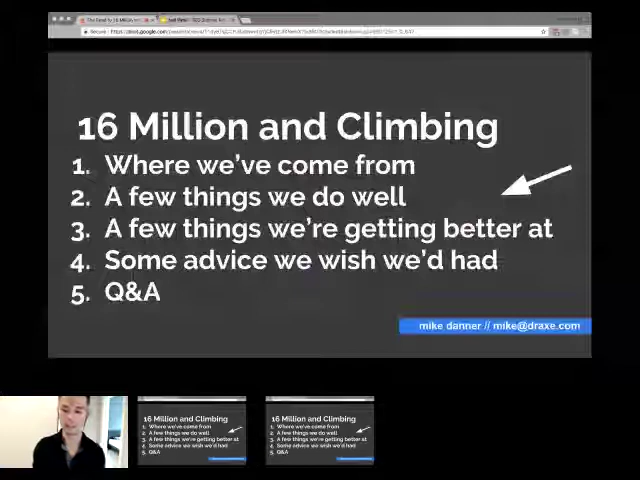 16 Million and Climbing
1. Where we've come from
2. A few things we do well
3. A few things we're getting better at
4. Some advice we wish we'd had
5. Q&A
mike danner // mike@draxe.com
16 Million and Climbing
1. Where we've come from
2. A few things we do well
3. A few things we're getting better at
4. Some advice we wish we'd had
5. Q&A
16 Million and Climbing
1. Where we've come from
2. A few things we do well
3. A few things we're getting better at
4. Some advice we wish we'd had
5. Q&A